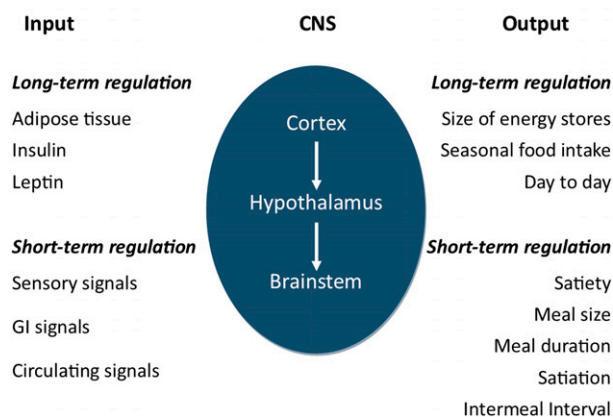 Input
CNS
Output
Long-term regulation
Adipose tissue
Insulin
Leptin
Short-term regulation
Sensory signals
GI signals
Circulating signals
Cortex
Hypothalamus
Brainstem
Long-term regulation
Size of energy stores
Seasonal food intake
Day to day
Short-term regulation
Satiety
Meal size
Meal duration
Satiation
Intermeal Interval